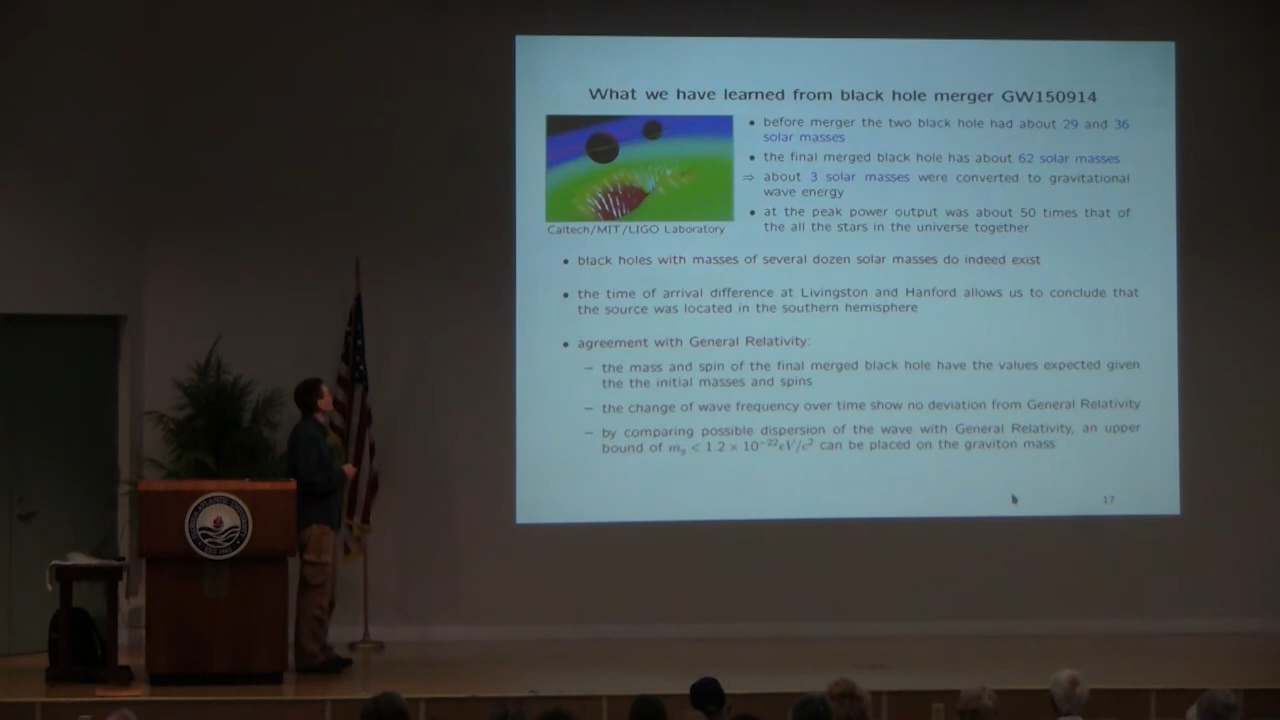 What we have learned from black hole merger GW150914
• before merger the two black hole had about 29 and 36
solar masses
• the final merged black hole has about 62 solar masses
⇒ about 3 solar masses were converted to gravitational
wave energy
• at the peak power output was about 50 times that of
the all the stars in the universe together
Caltech/MIT/LIGO Laboratory
• black holes with masses of several dozen solar masses do indeed exist
• the time of arrival difference at Livingston and Hanford allows us to conclude that
the source was located in the southern hemisphere
• agreement with General Relativity:
– the mass and spin of the final merged black hole have the values expected given
the the initial masses and spins
– the change of wave frequency over time show no deviation from General Relativity
– by comparing possible dispersion of the wave with General Relativity, an upper
bound of m_g < 1.2 × 10^{−22}eV/c^2 can be placed on the graviton mass
17